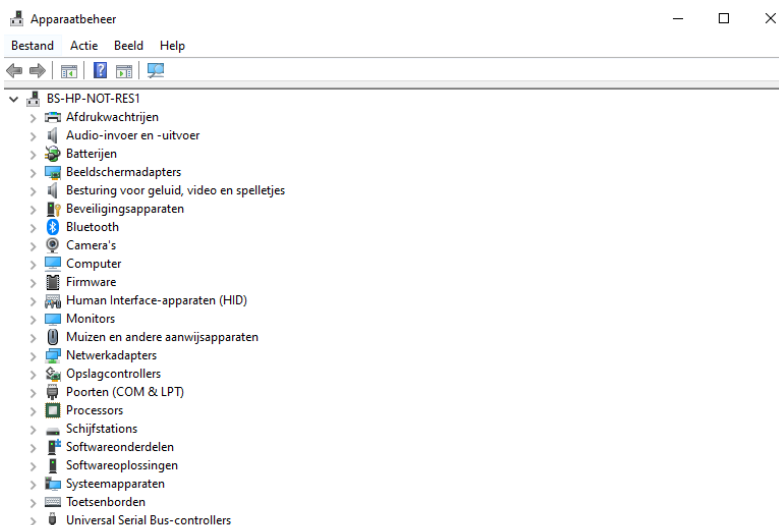 Apparaatbeheer
Bestand Actie Beeld Help
BS-HP-NOT-RES1
Afdrukwachtrijen
Audio-invoer en -uitvoer
Batterijen
Beeldschermadapters
Besturing voor geluid, video en spelletjes
Beveiligingsapparaten
Bluetooth
Camera's
Computer
Firmware
Human Interface-apparaten (HID)
Monitors
Muizen en andere aanwijsapparaten
Netwerkadapters
Opslagcontrollers
Poorten (COM & LPT)
Processors
Schijfstations
Softwareonderdelen
Softwareoplossingen
Systeemapparaten
Toetsenborden
Universal Serial Bus-controllers